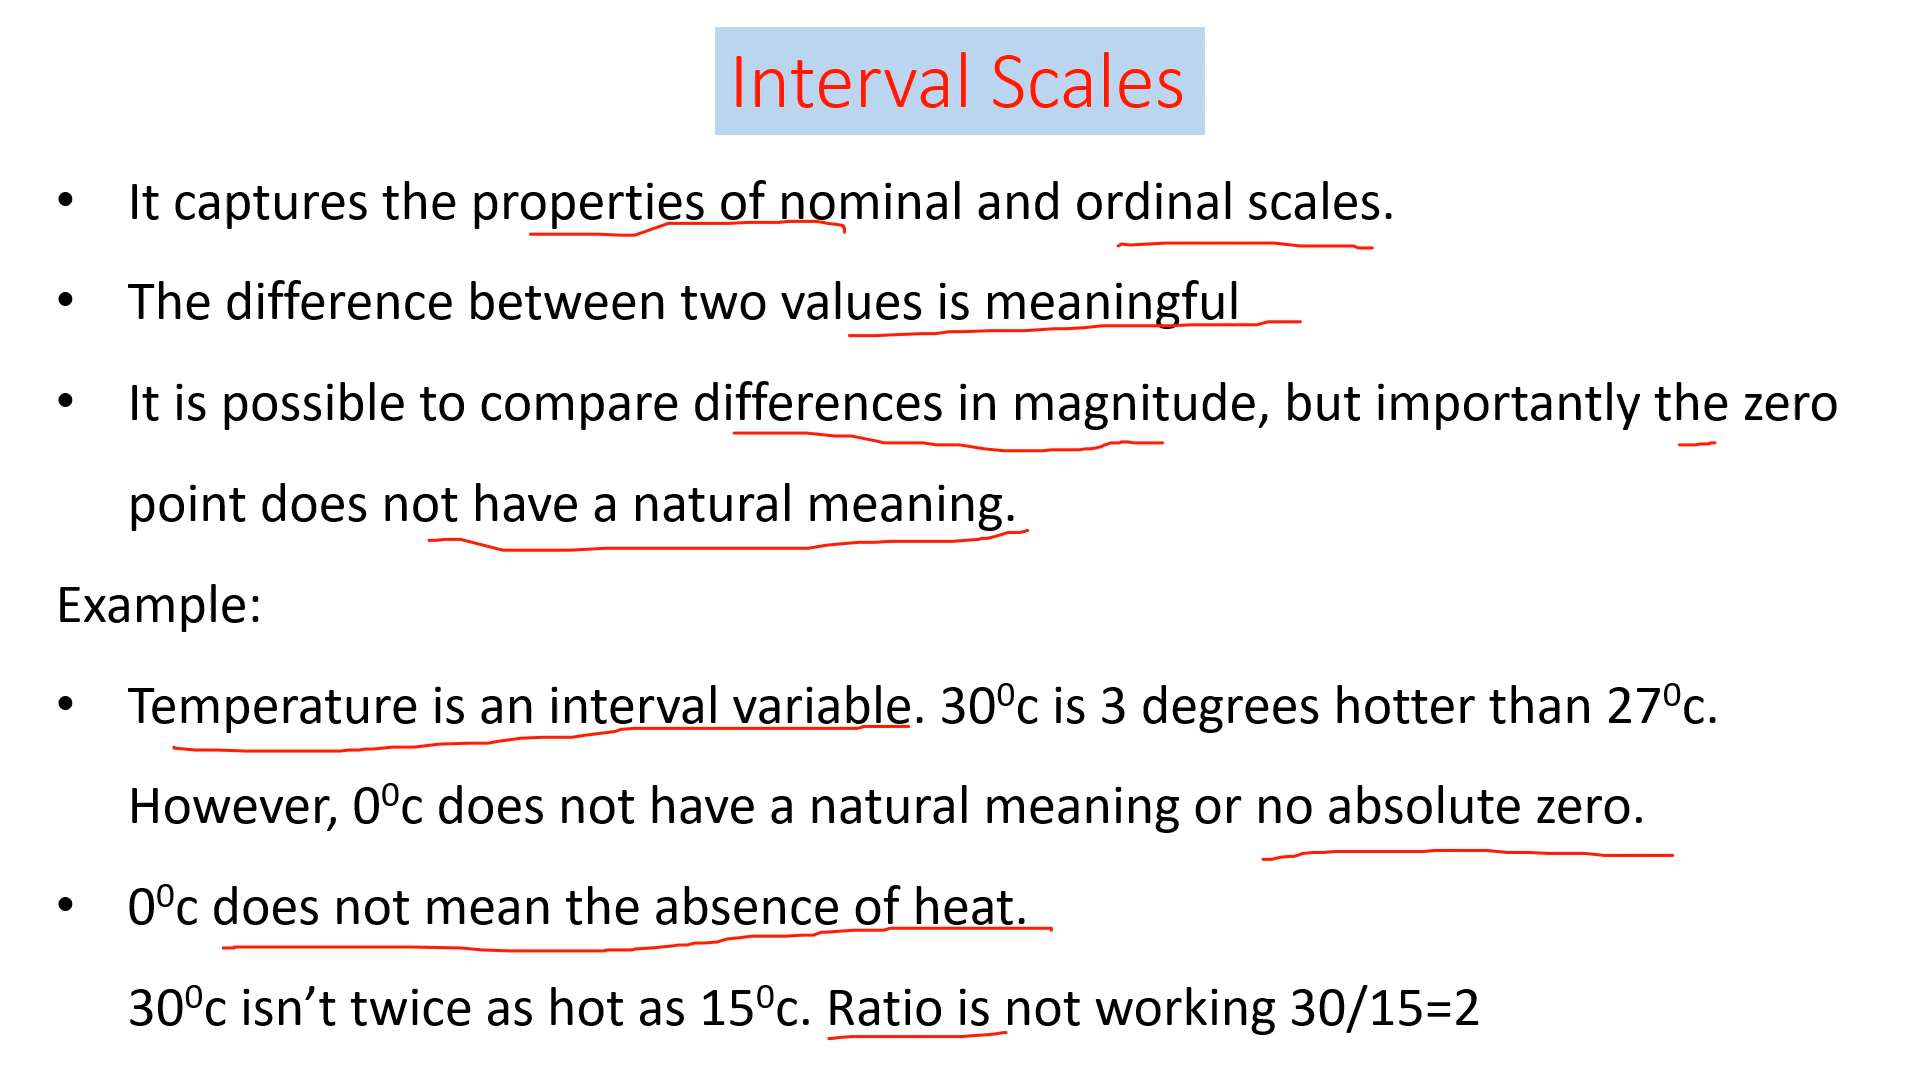 Interval Scales
• It captures the properties of nominal and ordinal scales.
• The difference between two values is meaningful
• It is possible to compare differences in magnitude, but importantly the zero
point does not have a natural meaning.
Example:
• Temperature is an interval variable. 30⁰c is 3 degrees hotter than 27⁰c.
However, 0⁰c does not have a natural meaning or no absolute zero.
• 0⁰c does not mean the absence of heat.
30⁰c isn’t twice as hot as 15⁰c. Ratio is not working 30/15=2